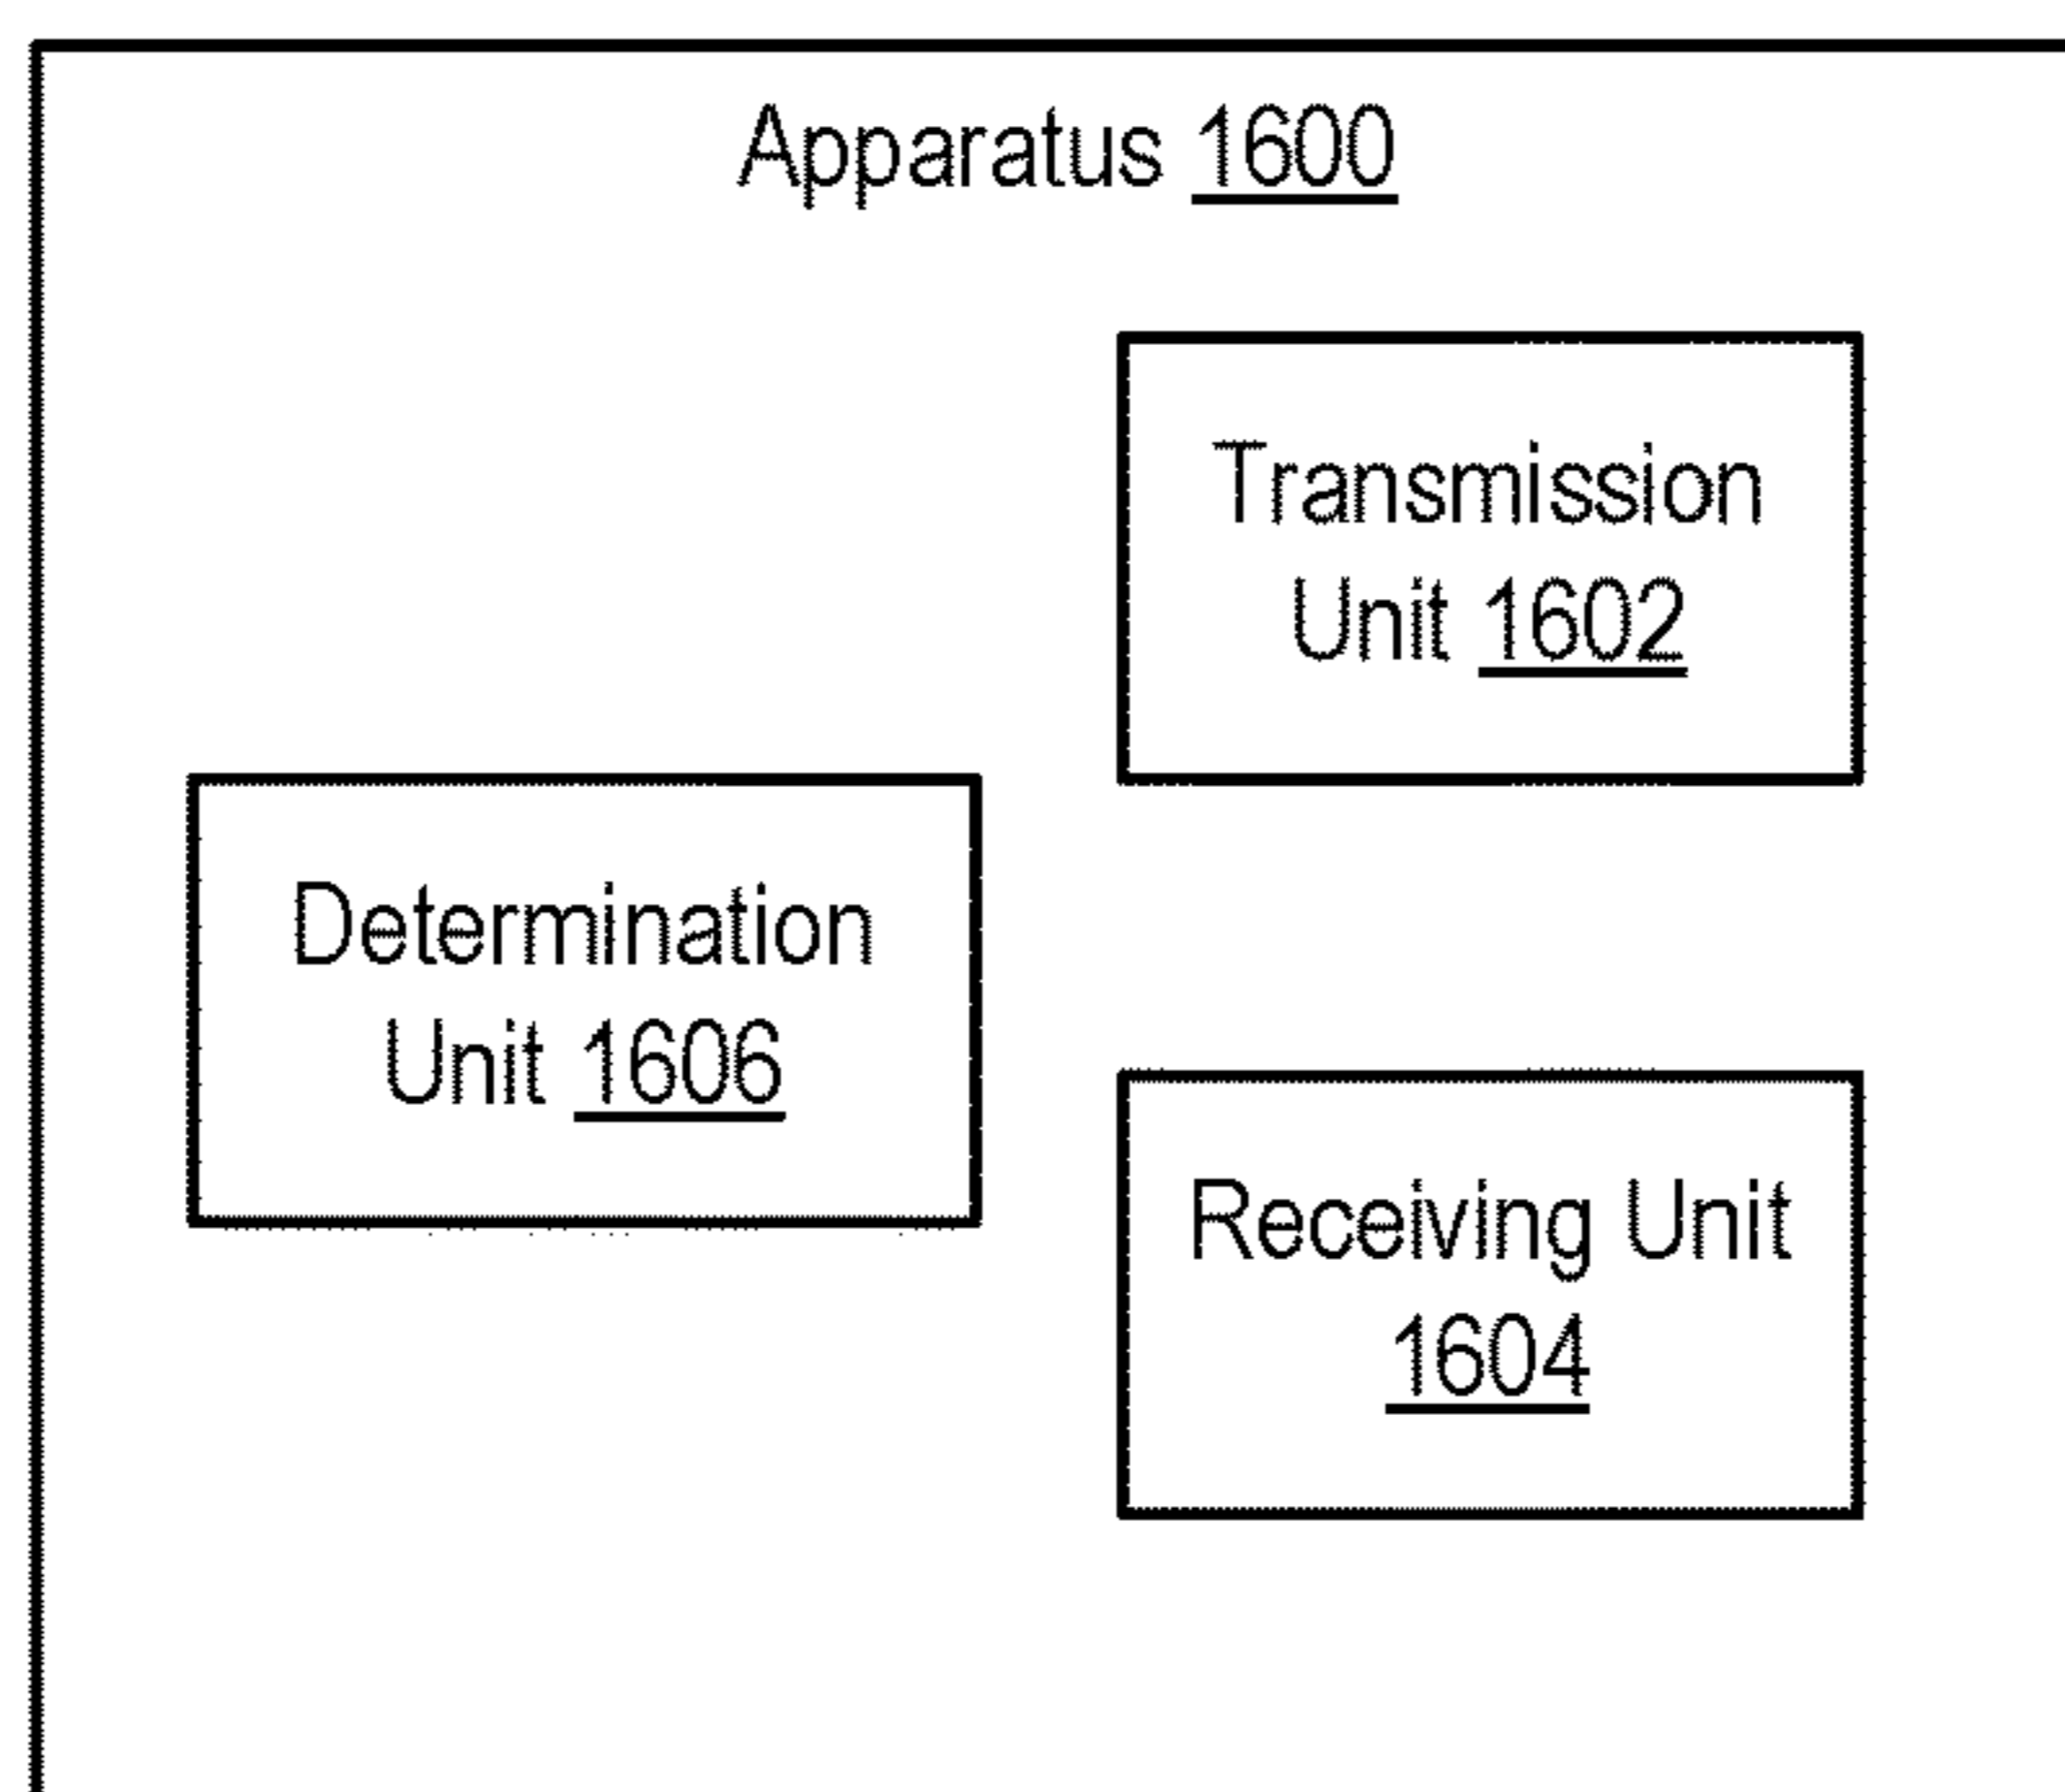 Apparatus 1600
Transmission
Unit 1602
Determination
Unit 1606
Receiving Unit
1604